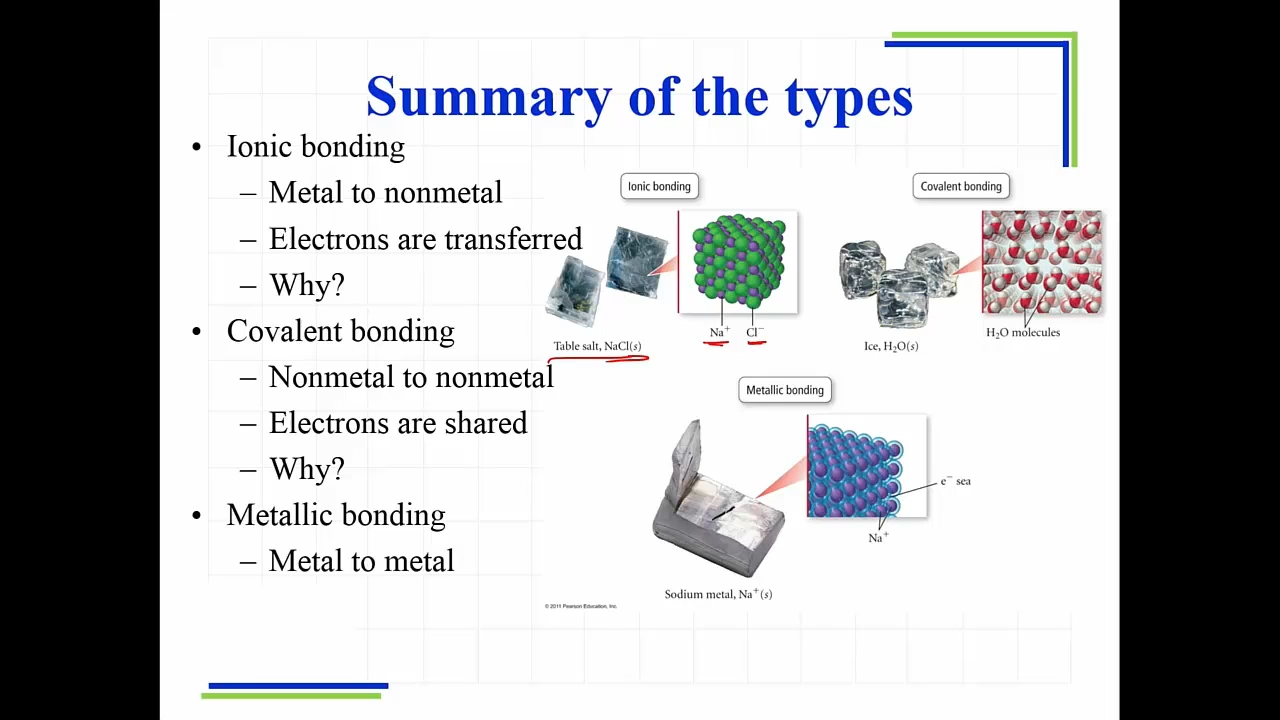 Summary of the types
• Ionic bonding
– Metal to nonmetal
– Electrons are transferred
– Why?
• Covalent bonding
– Nonmetal to nonmetal
– Electrons are shared
– Why?
• Metallic bonding
– Metal to metal
Ionic bonding
Na⁺ Cl⁻
Table salt, NaCl(s)
Covalent bonding
H₂O molecules
Ice, H₂O(s)
Metallic bonding
e⁻ sea
Na⁺
Sodium metal, Na⁺(s)
© 2011 Pearson Education, Inc.